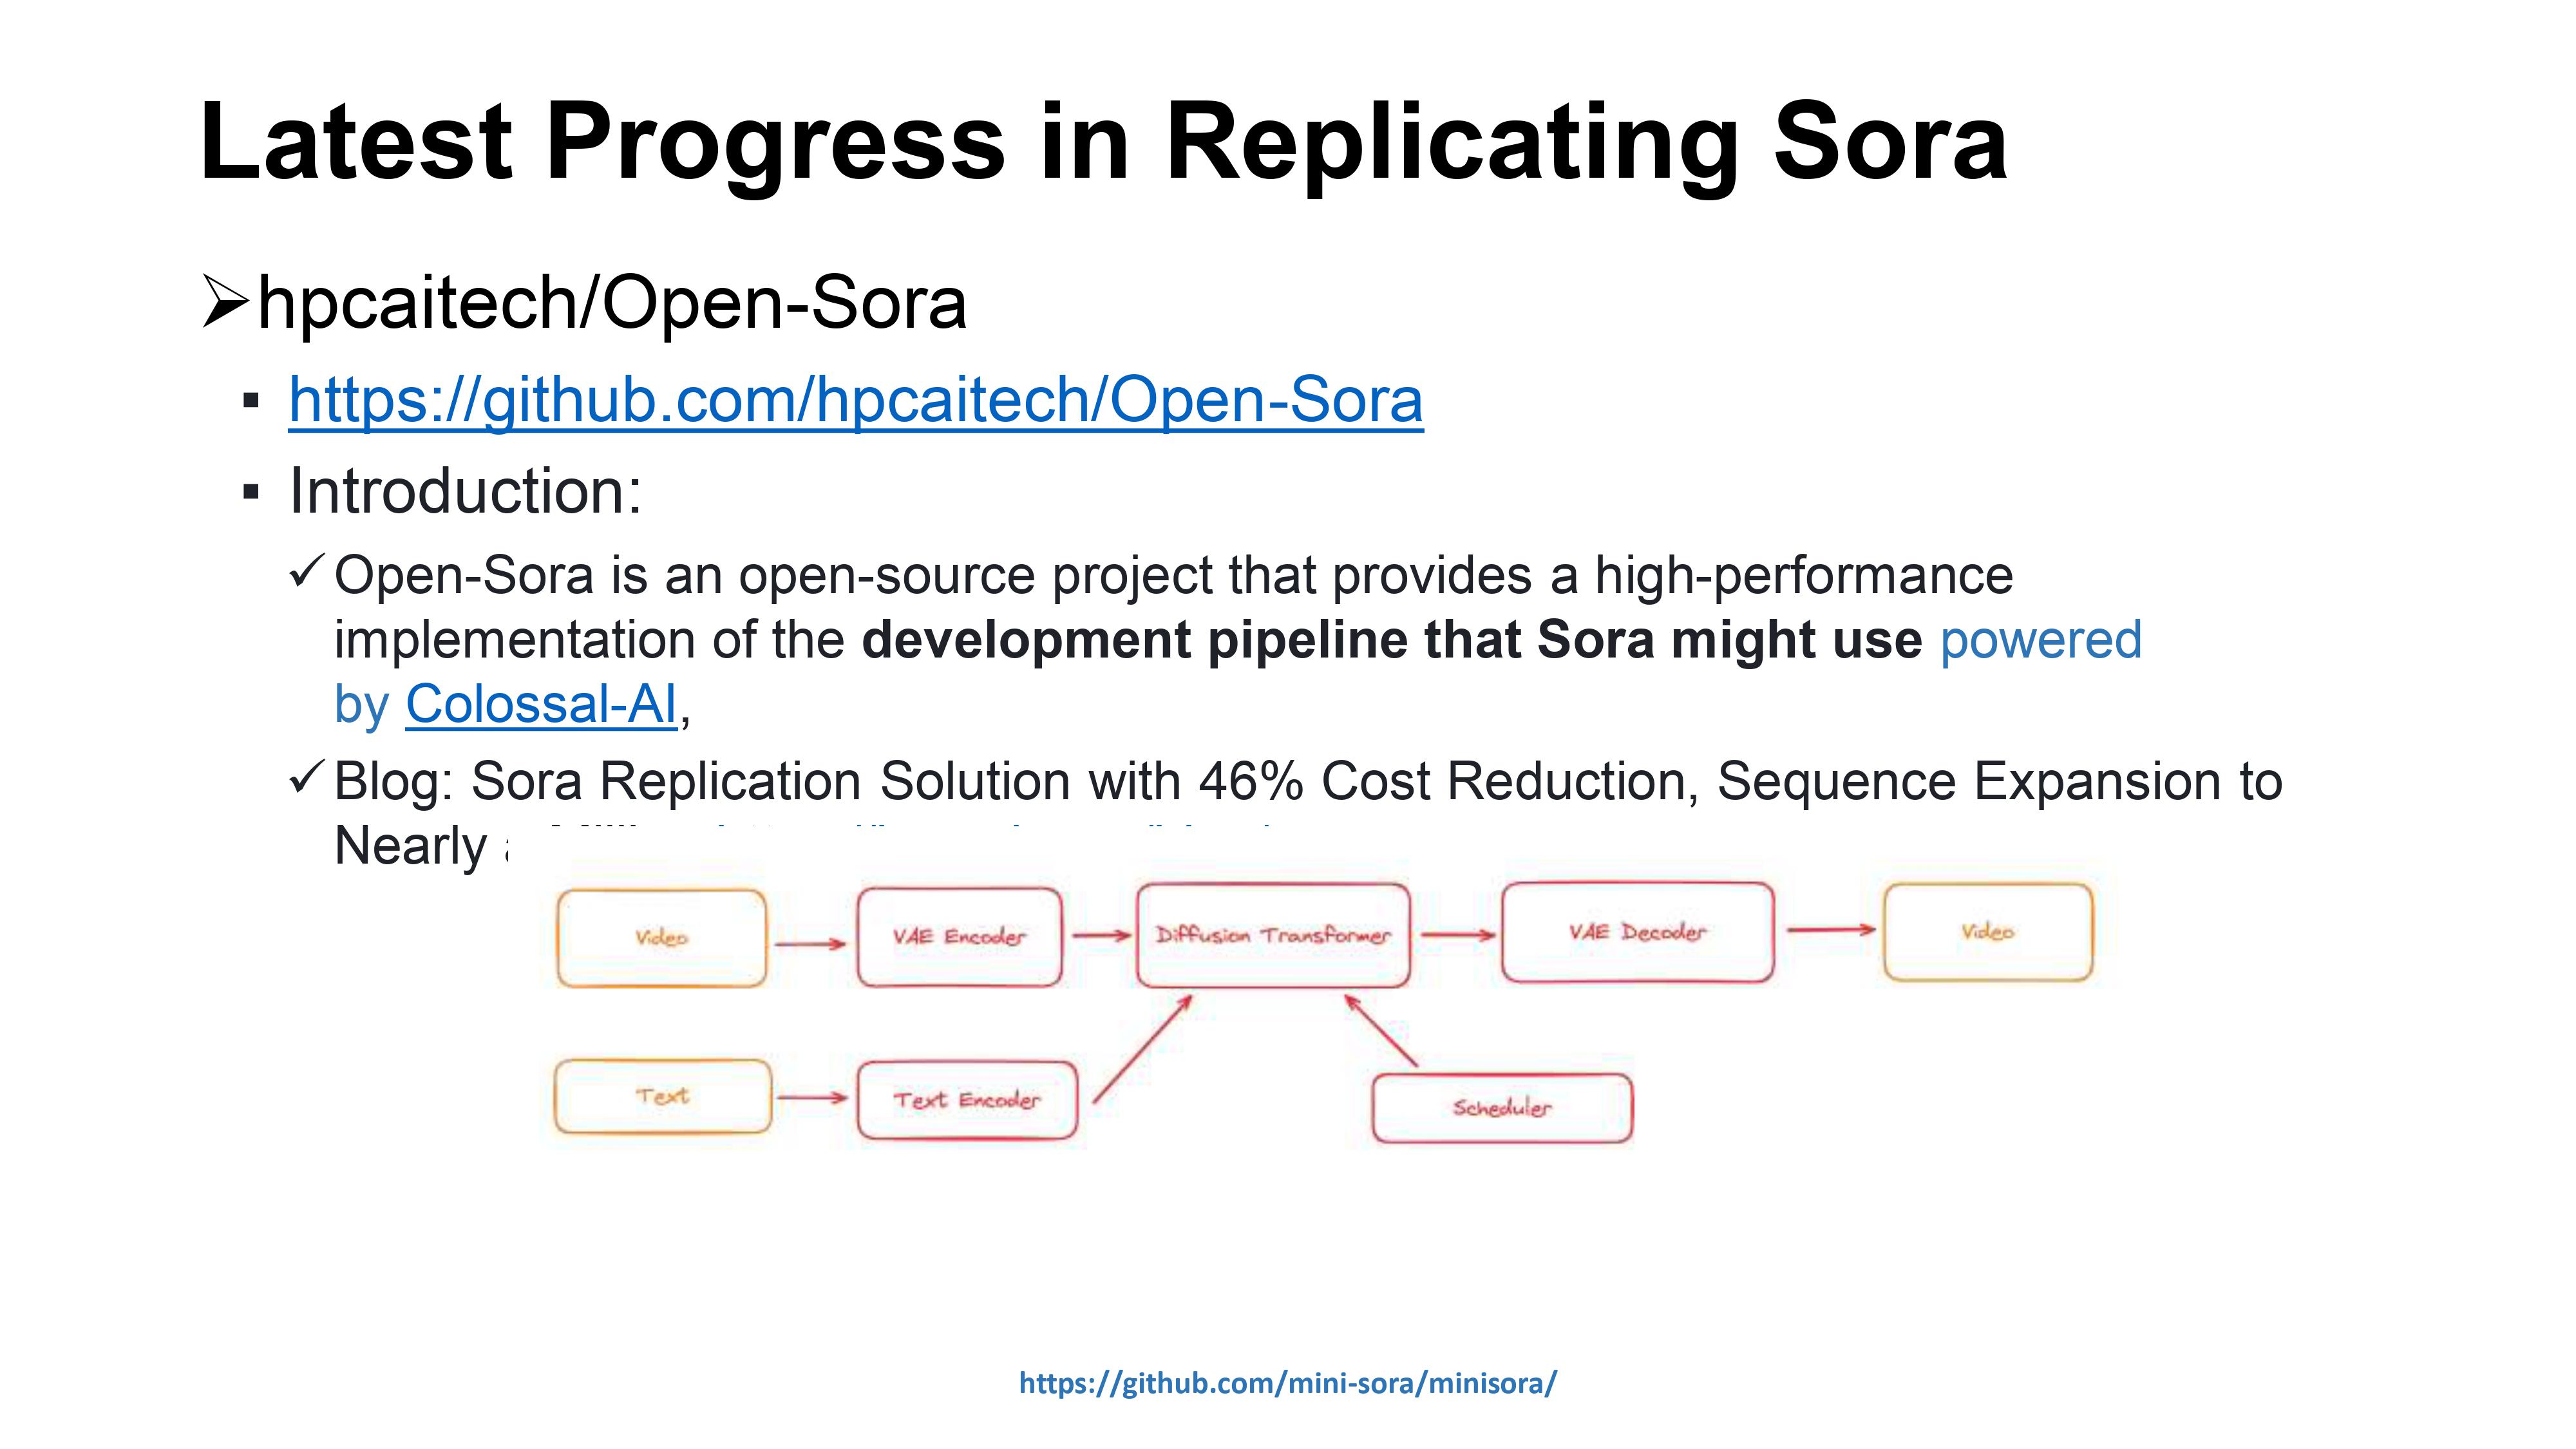 Latest Progress in Replicating Sora
hpcaitech/Open-Sora
https://github.com/hpcaitech/Open-Sora
Introduction:
Open-Sora is an open-source project that provides a high-performance
implementation of the development pipeline that Sora might use powered
by Colossal-AI,
Blog: Sora Replication Solution with 46% Cost Reduction, Sequence Expansion to
Nearly
Video
VAE Encoder
Diffusion Transformer
VAE Decoder
Video
Text
Text Encoder
Scheduler
https://github.com/mini-sora/minisora/